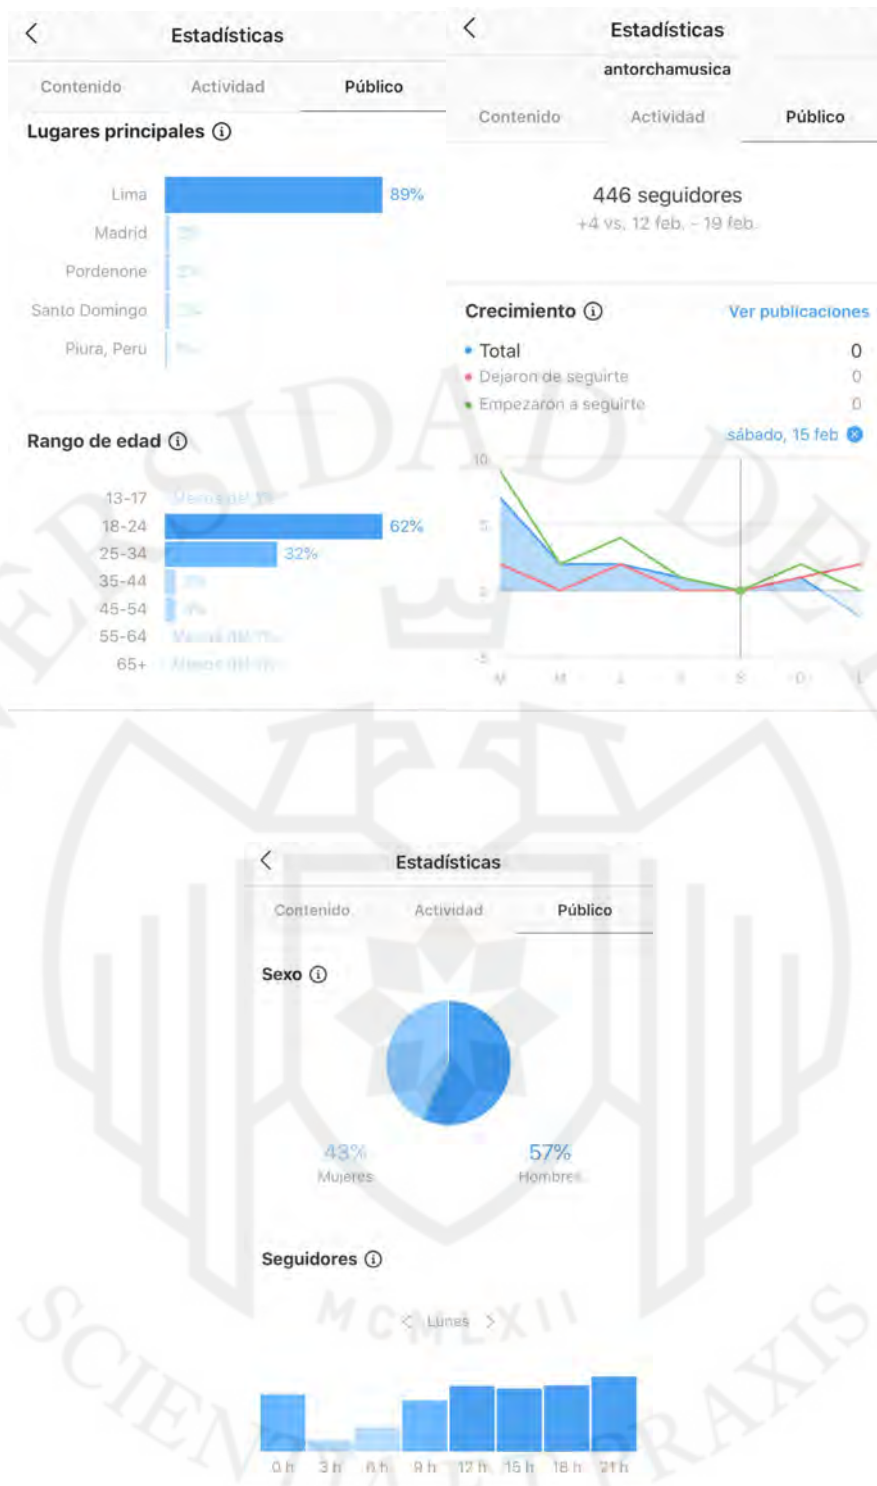 Estadísticas
Contenido Actividad Público
Lugares principales
Lima 89%
Madrid
Pordenone
Santo Domingo
Piura, Peru
Rango de edad
13-17
18-24 62%
25-34 32%
35-44
45-54
55-64
65+
Estadísticas
antorchamusica
Contenido Actividad Público
446 seguidores
+4 vs. 12 feb. - 19 feb.
Crecimiento Ver publicaciones
Total 0
Dejaron de seguirte 0
Empezaron a seguirte 0
sábado, 15 feb
10
5
-5
M M J S D L
Estadísticas
Contenido Actividad Público
Sexo
43% 57%
Mujeres Hombres
Seguidores
< Lunes >
0 h 3 h 6 h 9 h 12 h 15 h 18 h 21 h
MCMLXII
SCIENTIA ET PRAXIS